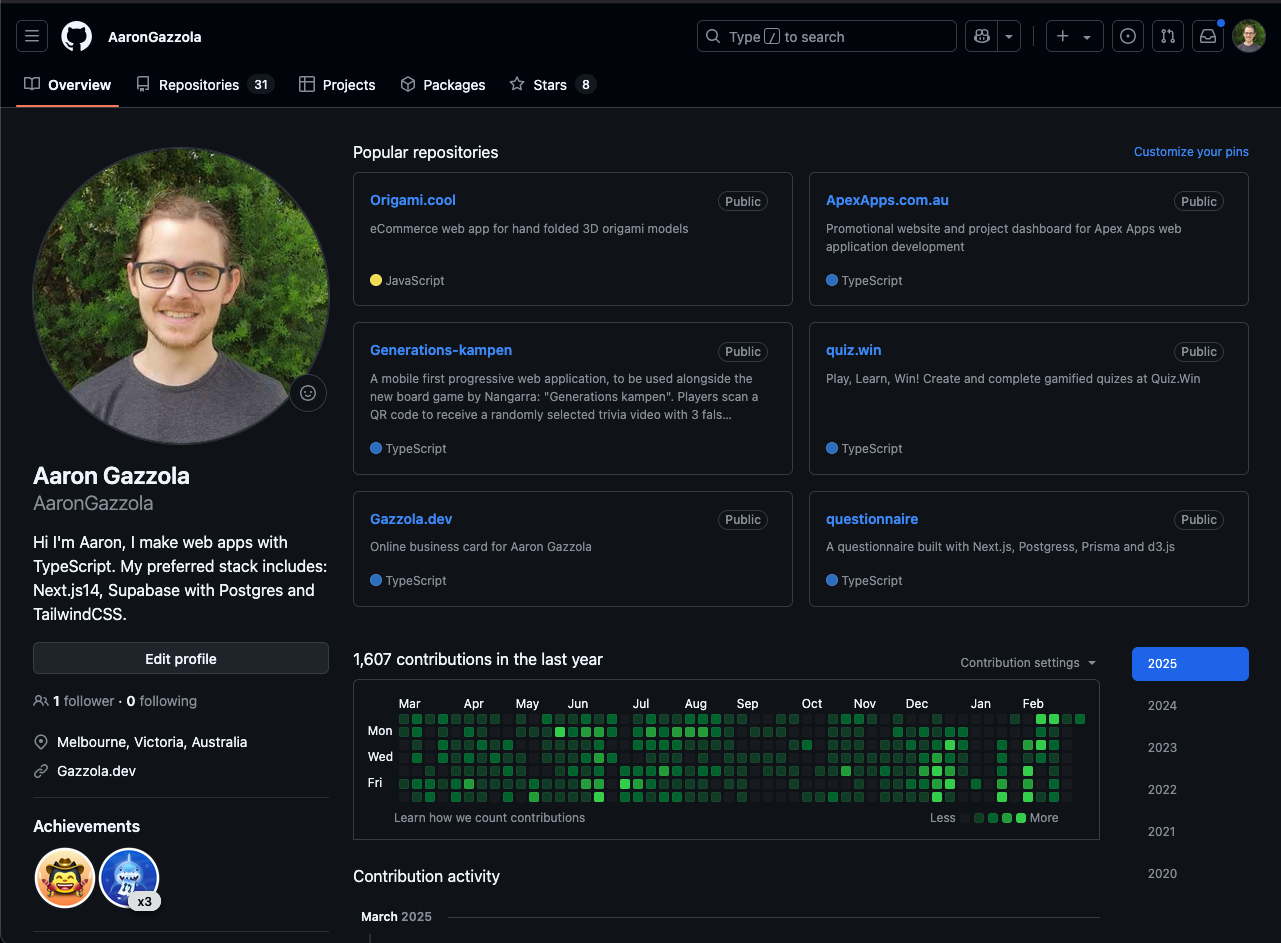 AaronGazzola
Type / to search
Overview
Repositories 31
Projects
Packages
Stars 8
Aaron Gazzola
AaronGazzola
Hi I'm Aaron, I make web apps with
TypeScript. My preferred stack includes:
Next.js14, Supabase with Postgres and
TailwindCSS.
Edit profile
1 follower · 0 following
Melbourne, Victoria, Australia
Gazzola.dev
Achievements
x3
Popular repositories
Customize your pins
Origami.cool
Public
eCommerce web app for hand folded 3D origami models
JavaScript
ApexApps.com.au
Public
Promotional website and project dashboard for Apex Apps web
application development
TypeScript
Generations-kampen
Public
A mobile first progressive web application, to be used alongside the
new board game by Nangarra: "Generations kampen". Players scan a
QR code to receive a randomly selected trivia video with 3 fals...
TypeScript
quiz.win
Public
Play, Learn, Win! Create and complete gamified quizes at Quiz.Win
TypeScript
Gazzola.dev
Public
Online business card for Aaron Gazzola
TypeScript
questionnaire
Public
A questionnaire built with Next.js, Postgress, Prisma and d3.js
TypeScript
1,607 contributions in the last year
Contribution settings
Mar Apr May Jun Jul Aug Sep Oct Nov Dec Jan Feb
Mon
Wed
Fri
Learn how we count contributions
Less
More
2025
2024
2023
2022
2021
2020
Contribution activity
March 2025